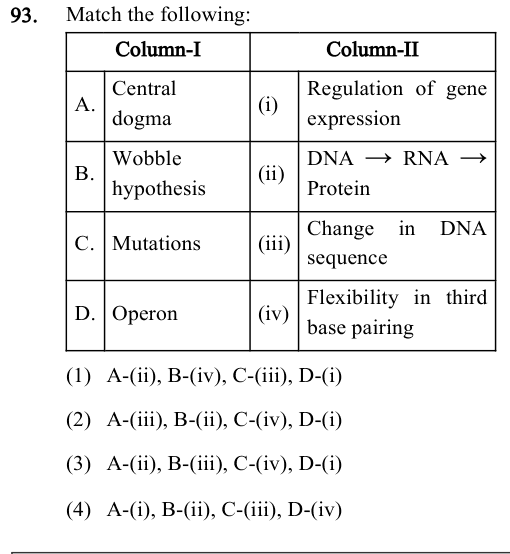 93. Match the following:
Column-I Column-II
A. Central dogma (i) Regulation of gene expression
B. Wobble hypothesis (ii) DNA → RNA → Protein
C. Mutations (iii) Change in DNA sequence
D. Operon (iv) Flexibility in third base pairing
(1) A-(ii), B-(iv), C-(iii), D-(i)
(2) A-(iii), B-(ii), C-(iv), D-(i)
(3) A-(ii), B-(iii), C-(iv), D-(i)
(4) A-(i), B-(ii), C-(iii), D-(iv)